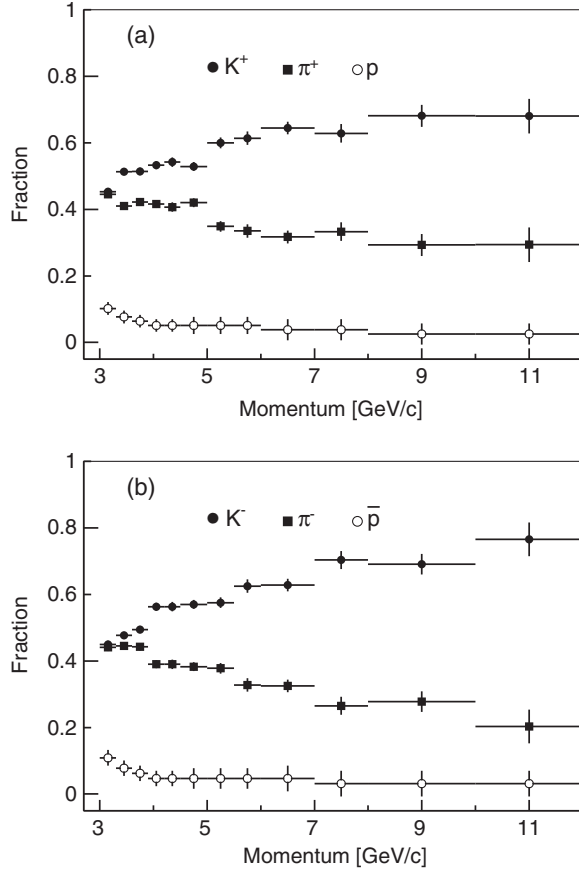 (a)
K+ π+ p
Fraction
1
0.8
0.6
0.4
0.2
0
3 5 7 9 11
Momentum [GeV/c]
(b)
K- π- p̅
Fraction
1
0.8
0.6
0.4
0.2
0
3 5 7 9 11
Momentum [GeV/c]